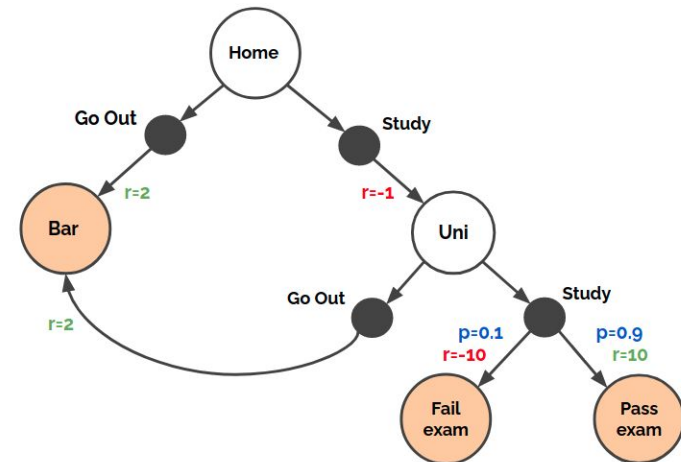 Home
Go Out
Study
r=2
r=-1
Bar
Uni
Go Out
Study
r=2
p=0.1
p=0.9
r=-10
r=10
Fail
exam
Pass
exam